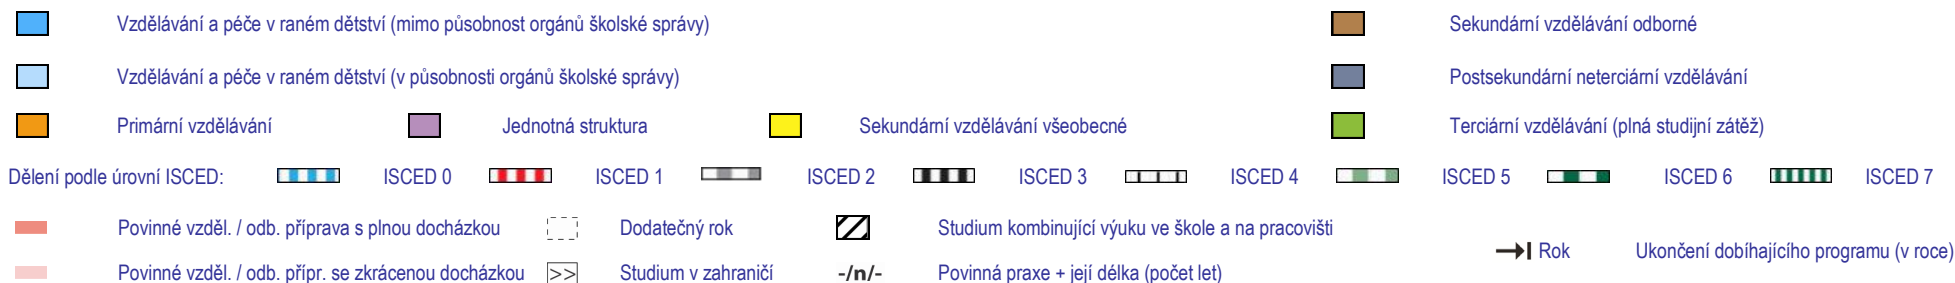 Vzdělávání a péče v raném dětství (mimo působnost orgánů školské správy) Sekundární vzdělávání odborné
Vzdělávání a péče v raném dětství (v působnosti orgánů školské správy) Postsekundární neterciární vzdělávání
Primární vzdělávání Jednotná struktura Sekundární vzdělávání všeobecné Terciární vzdělávání (plná studijní zátěž)
Dělení podle úrovní ISCED: ISCED 0 ISCED 1 ISCED 2 ISCED 3 ISCED 4 ISCED 5 ISCED 6 ISCED 7
Povinné vzděl. / odb. příprava s plnou docházkou Dodatečný rok Studium kombinující výuku ve škole a na pracovišti
Rok Ukončení dobíhajícího programu (v roce)
Povinné vzděl. / odb. přípr. se zkrácenou docházkou >> Studium v zahraničí -/n/- Povinná praxe + její délka (počet let)